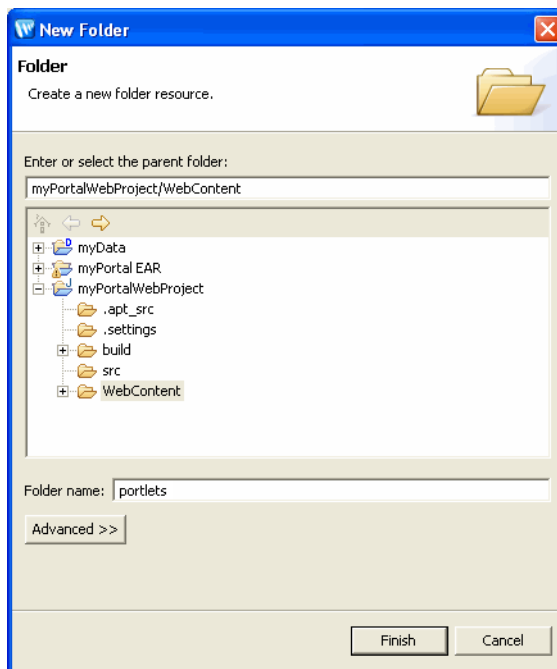 New Folder
Folder
Create a new folder resource.
Enter or select the parent folder:
myPortalWebProject/WebContent
myData
myPortal EAR
myPortalWebProject
.apt_src
.settings
build
src
WebContent
Folder name: portlets
Advanced >>
Finish Cancel